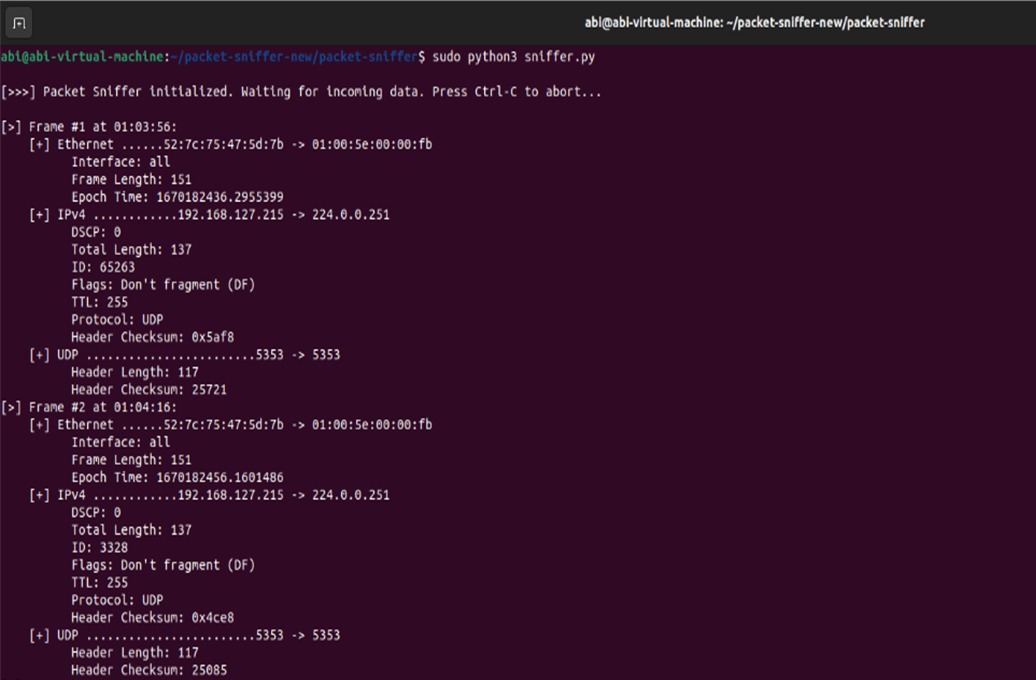 abi@abi-virtual-machine: ~/packet-sniffer-new/packet-sniffer
abi@abi-virtual-machine:~/packet-sniffer-new/packet-sniffer$ sudo python3 sniffer.py
[>>>] Packet Sniffer initialized. Waiting for incoming data. Press Ctrl-C to abort...
[>] Frame #1 at 01:03:56:
[+] Ethernet ......52:7c:75:47:5d:7b -> 01:00:5e:00:00:fb
Interface: all
Frame Length: 151
Epoch Time: 1670182436.2955399
[+] IPv4 ............192.168.127.215 -> 224.0.0.251
DSCP: 0
Total Length: 137
ID: 65263
Flags: Don't fragment (DF)
TTL: 255
Protocol: UDP
Header Checksum: 0x5af8
[+] UDP ........................5353 -> 5353
Header Length: 117
Header Checksum: 25721
[>] Frame #2 at 01:04:16:
[+] Ethernet ......52:7c:75:47:5d:7b -> 01:00:5e:00:00:fb
Interface: all
Frame Length: 151
Epoch Time: 1670182456.1601486
[+] IPv4 ............192.168.127.215 -> 224.0.0.251
DSCP: 0
Total Length: 137
ID: 3328
Flags: Don't fragment (DF)
TTL: 255
Protocol: UDP
Header Checksum: 0x4ce8
[+] UDP ........................5353 -> 5353
Header Length: 117
Header Checksum: 25085